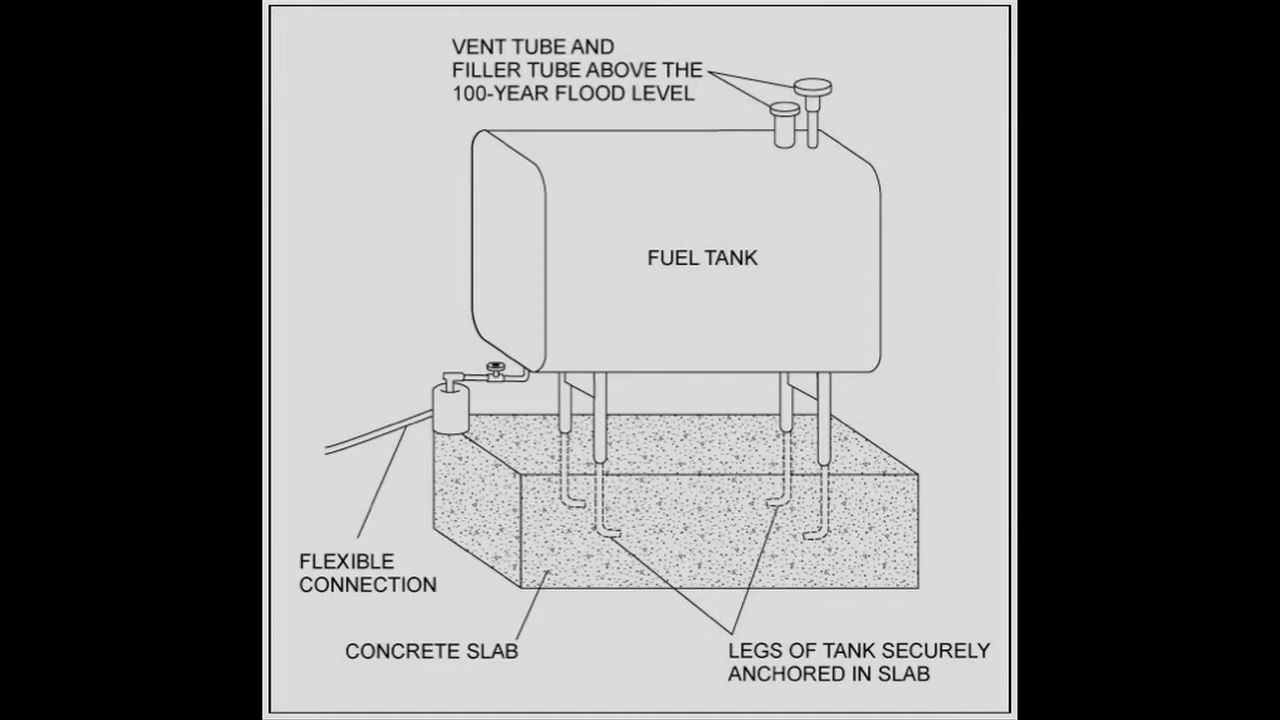 VENT TUBE AND
FILLER TUBE ABOVE THE
100-YEAR FLOOD LEVEL
FUEL TANK
FLEXIBLE
CONNECTION
CONCRETE SLAB
LEGS OF TANK SECURELY
ANCHORED IN SLAB